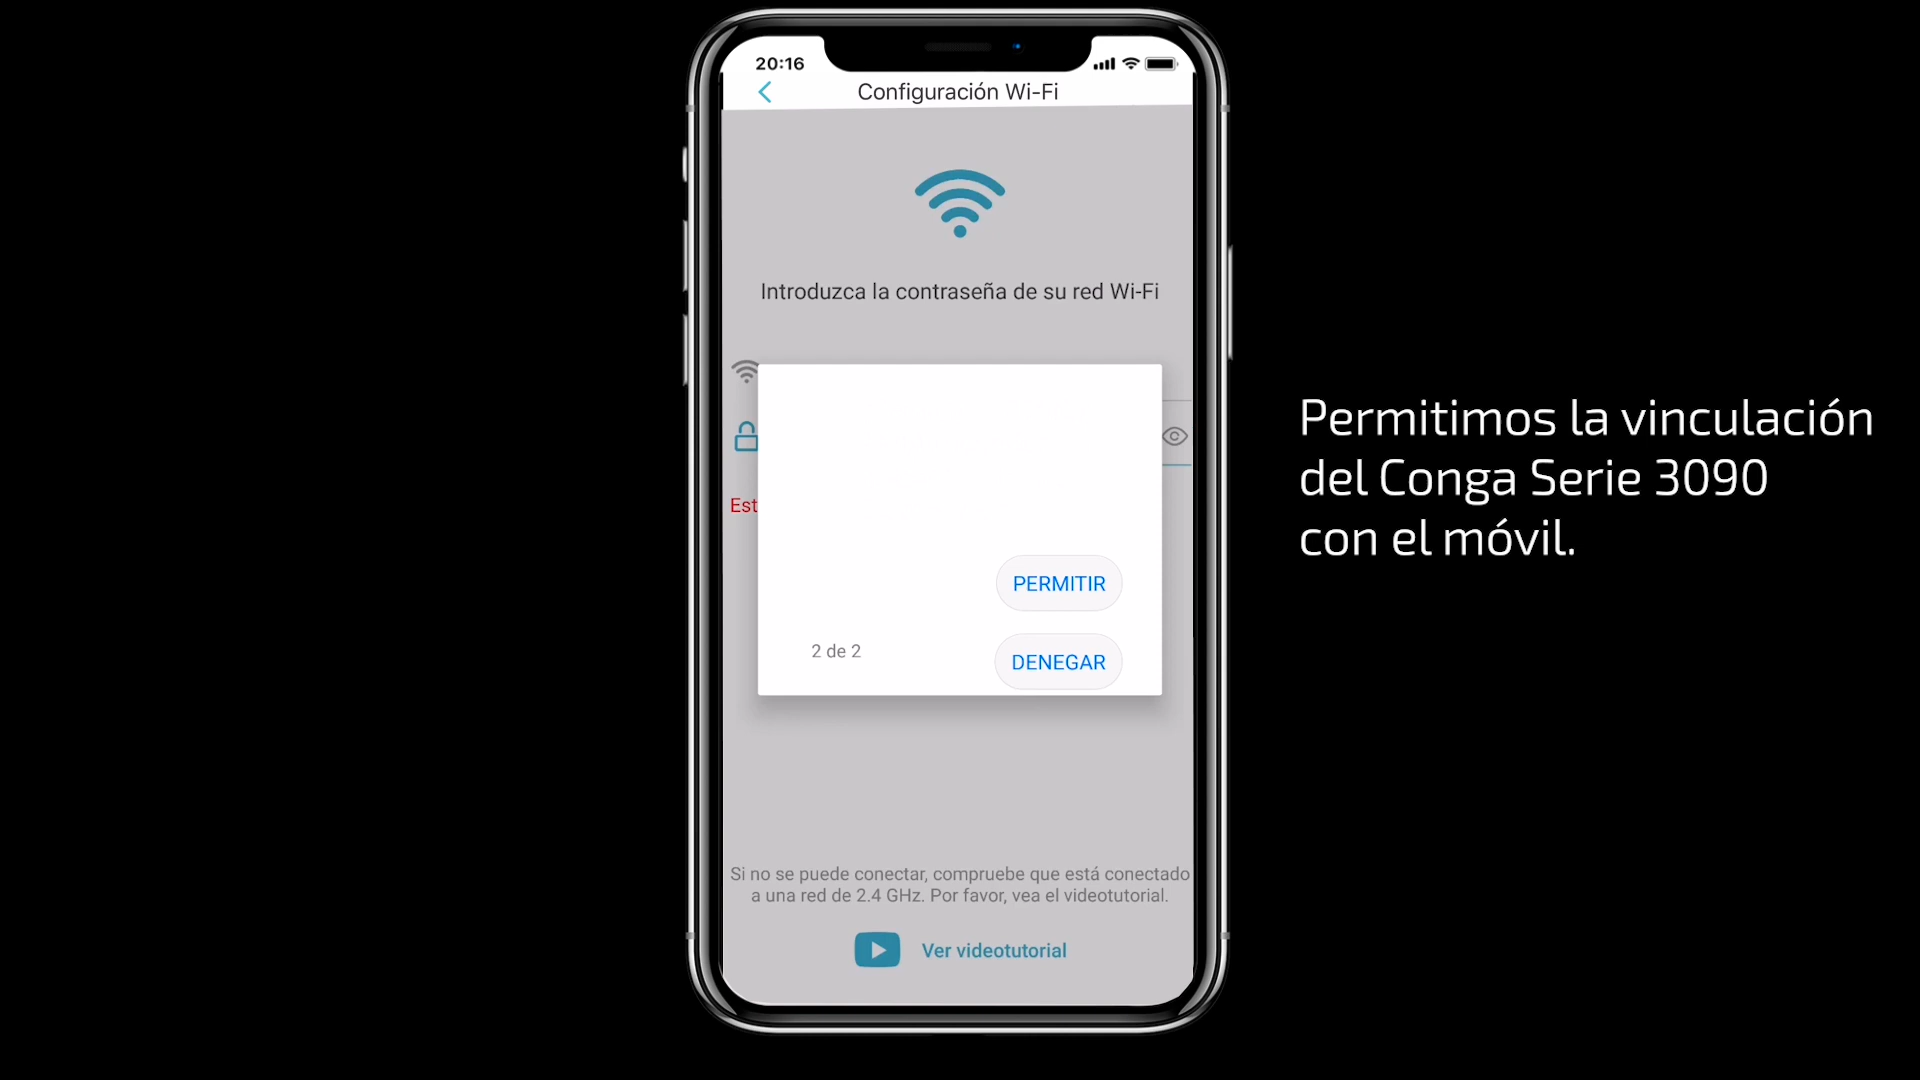 20:16
Configuración Wi-Fi
Introduzca la contraseña de su red Wi-Fi
Est
PERMITIR
2 de 2
DENEGAR
Si no se puede conectar, compruebe que está conectado
a una red de 2.4 GHz. Por favor, vea el videotutorial.
Ver videotutorial
Permitimos la vinculación
del Conga Serie 3090
con el móvil.